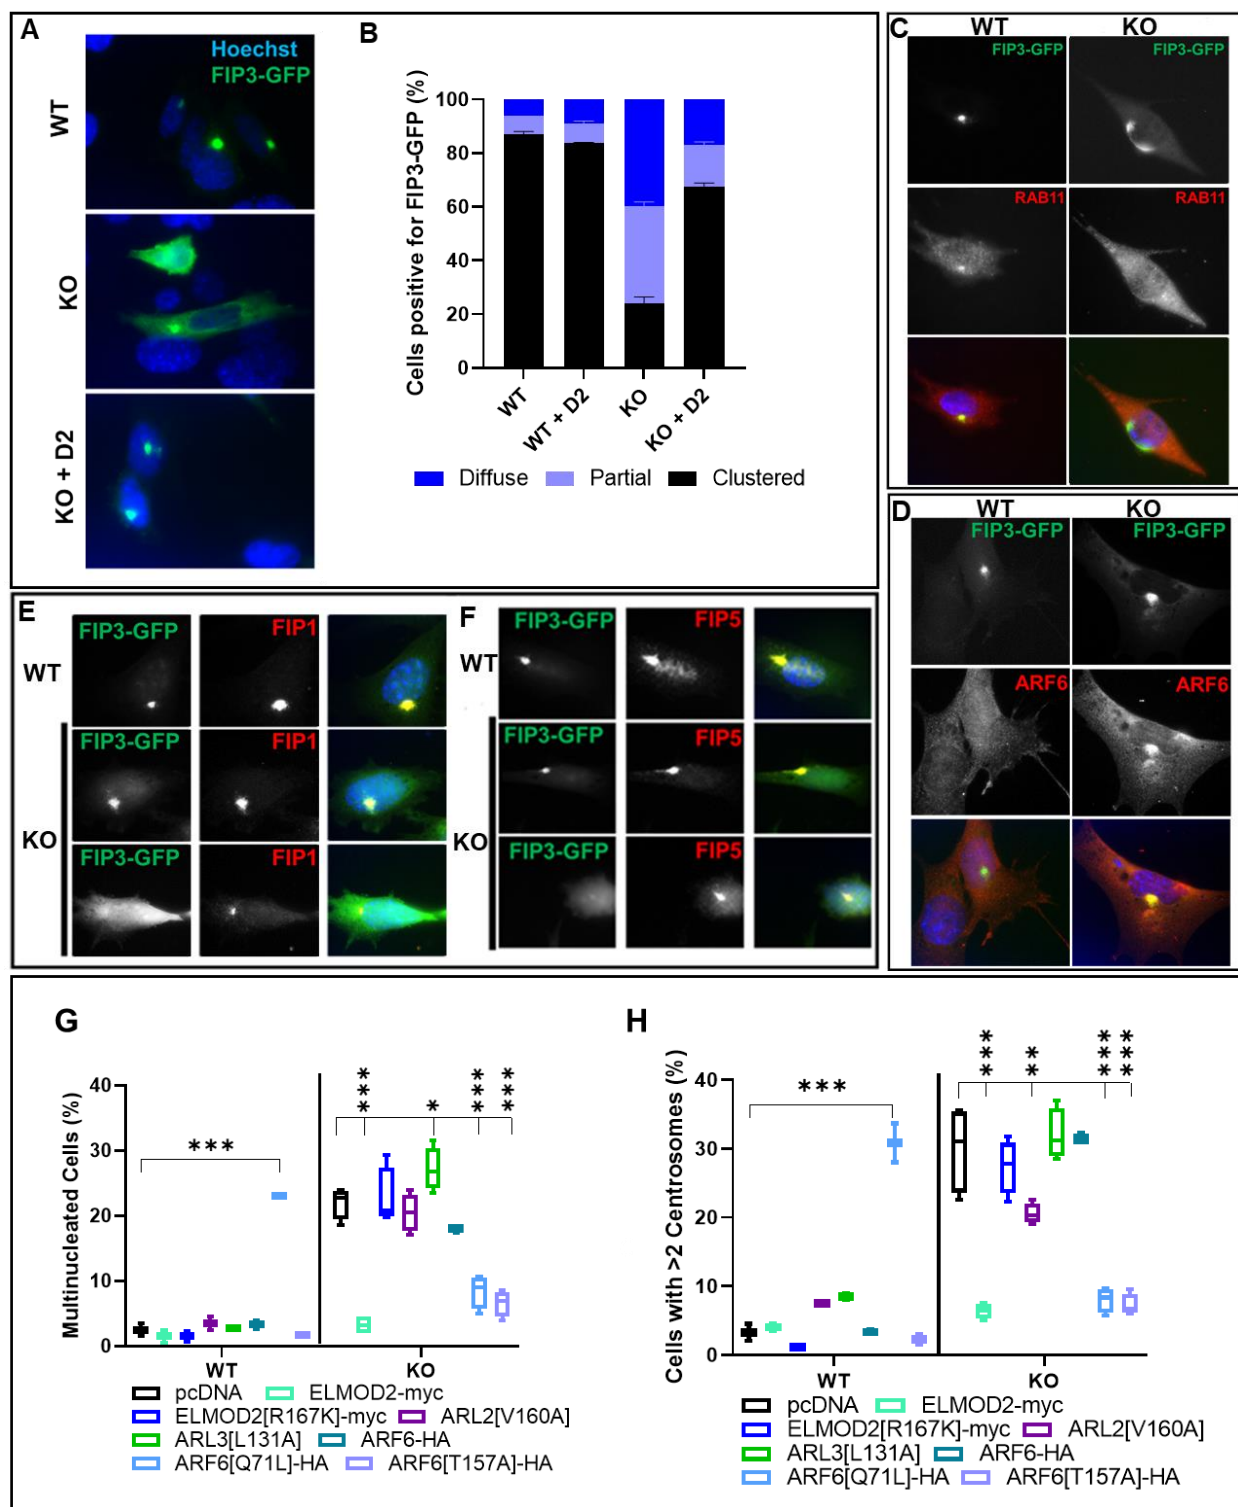 A
Hoechst
FIP3-GFP
WT
KO
KO + D2
B
Cells positive for FIP3-GFP (%)
100
80
60
40
20
0
WT
WT + D2
KO
KO + D2
Diffuse Partial Clustered
C
WT KO
FIP3-GFP FIP3-GFP
RAB11 RAB11
D
WT KO
FIP3-GFP FIP3-GFP
ARF6 ARF6
E
WT
KO
FIP3-GFP FIP1
FIP3-GFP FIP1
FIP3-GFP FIP1
F
WT
KO
FIP3-GFP FIP5
FIP3-GFP FIP5
FIP3-GFP FIP5
G
Multinucleated Cells (%)
40
30
20
10
0
***
***
*
***
***
WT KO
pcDNA ELMOD2-myc
ELMOD2[R167K]-myc ARL2[V160A]
ARL3[L131A] ARF6-HA
ARF6[Q71L]-HA ARF6[T157A]-HA
H
Cells with >2 Centrosomes (%)
40
30
20
10
0
***
***
**
***
***
WT KO
pcDNA ELMOD2-myc
ELMOD2[R167K]-myc ARL2[V160A]
ARL3[L131A] ARF6-HA
ARF6[Q71L]-HA ARF6[T157A]-HA